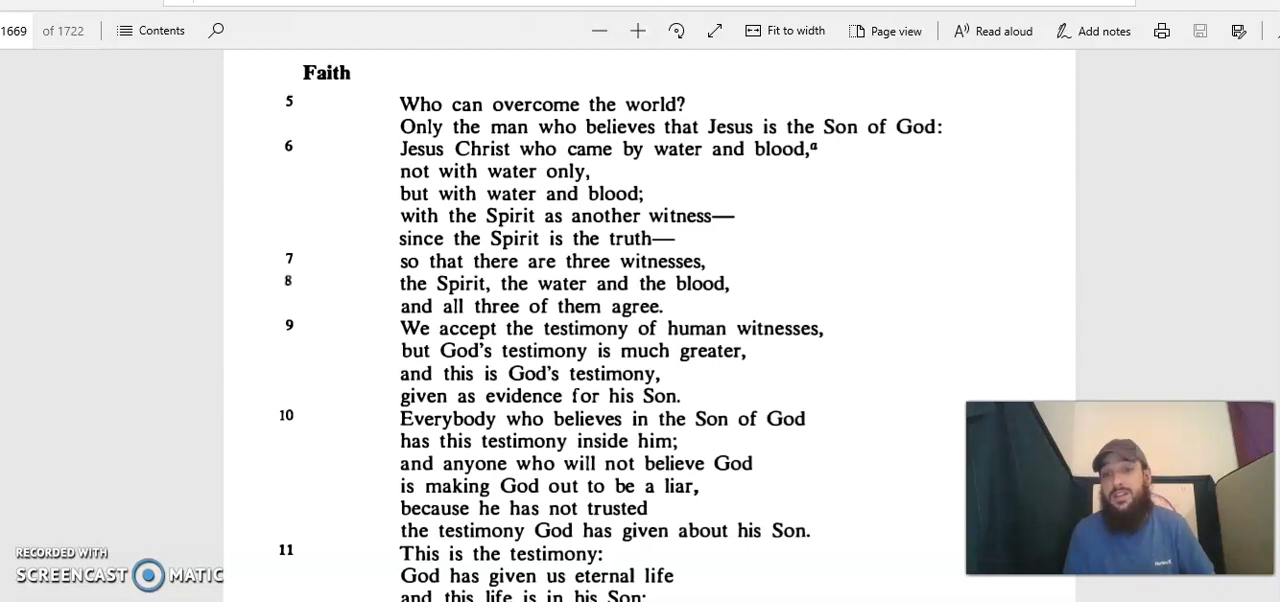 1669 of 1722 Contents Fit to width Page view Read aloud Add notes
Faith
5 Who can overcome the world?
Only the man who believes that Jesus is the Son of God:
6 Jesus Christ who came by water and blood,ᵃ
not with water only,
but with water and blood;
with the Spirit as another witness—
since the Spirit is the truth—
7 so that there are three witnesses,
8 the Spirit, the water and the blood,
and all three of them agree.
9 We accept the testimony of human witnesses,
but God's testimony is much greater,
and this is God's testimony,
given as evidence for his Son.
10 Everybody who believes in the Son of God
has this testimony inside him;
and anyone who will not believe God
is making God out to be a liar,
because he has not trusted
the testimony God has given about his Son.
11 This is the testimony:
God has given us eternal life
and this life is in his Son;
RECORDED WITH
SCREENCAST MATIC